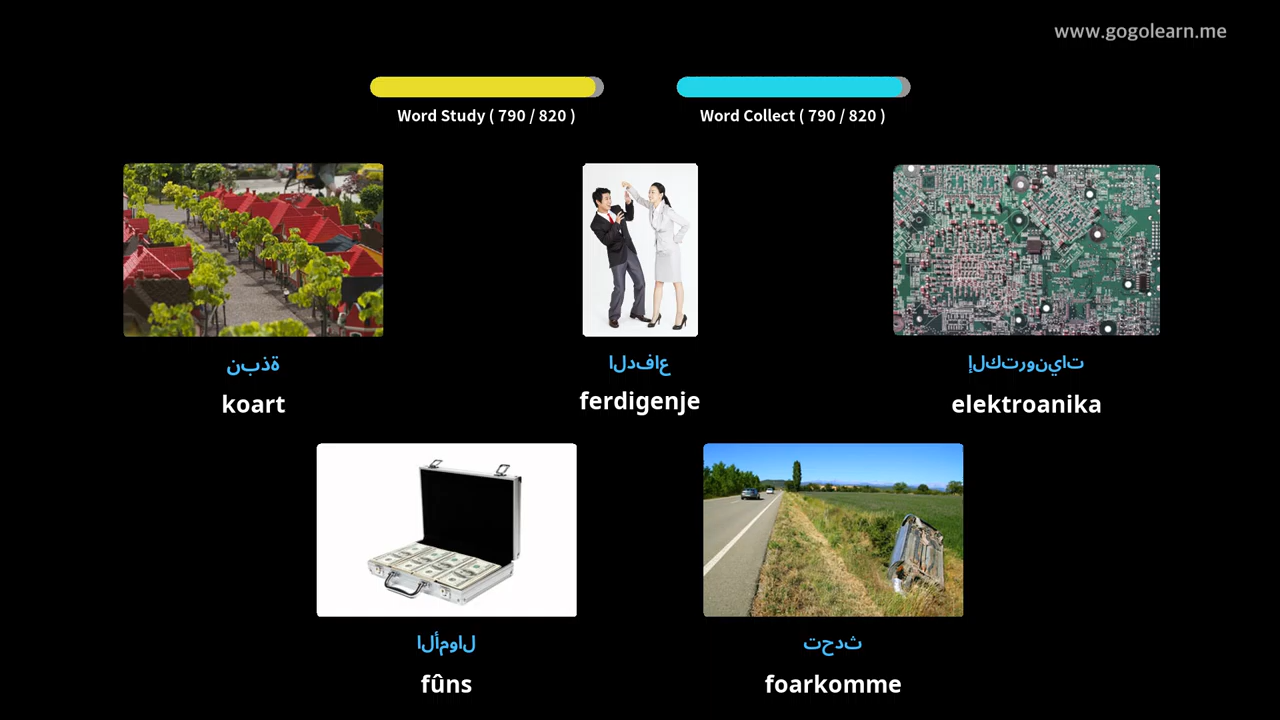 www.gogolearn.me
Word Study ( 790 / 820 )
Word Collect ( 790 / 820 )
نبذة
koart
الدفاع
ferdigenje
إلكترونيات
elektroanika
الأموال
fûns
تحدث
foarkomme